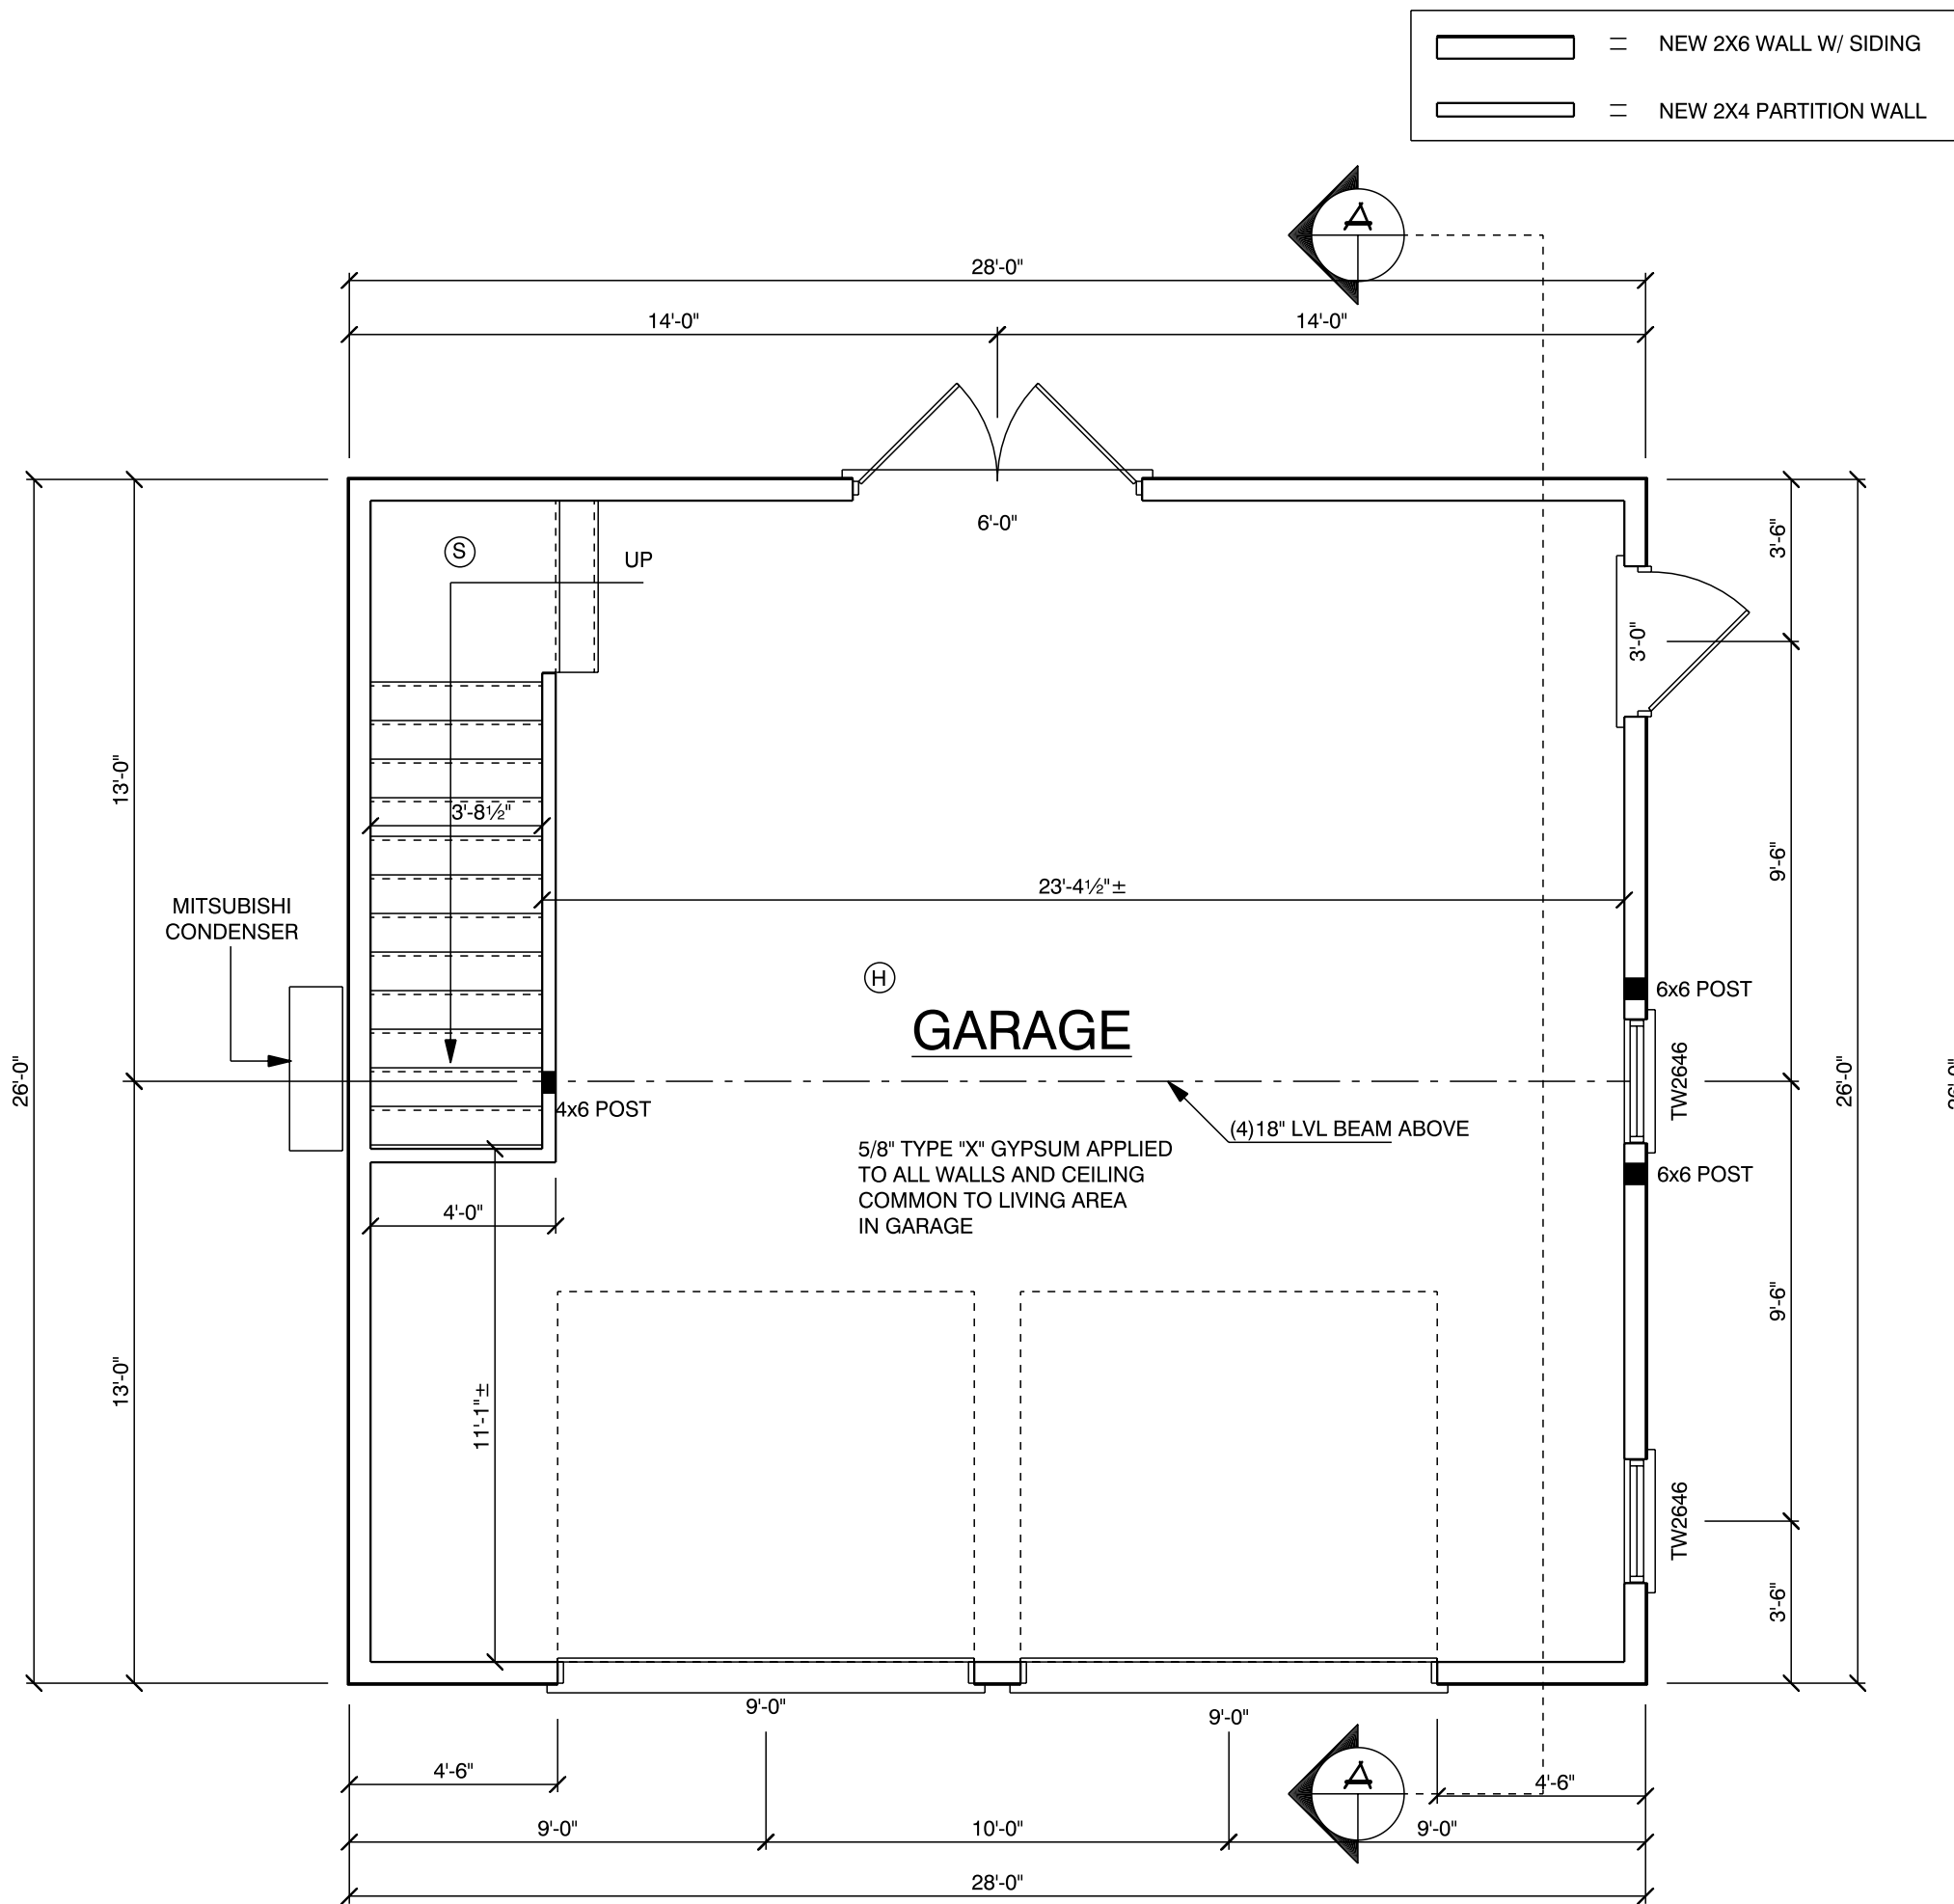 NEW 2X6 WALL W/ SIDING
NEW 2X4 PARTITION WALL
A
28'-0"
14'-0"
14'-0"
6'-0"
S
UP
3'-6"
3'-0"
13'-0"
3'-8½"
9'-6"
23'-4½"±
MITSUBISHI
CONDENSER
H
6x6 POST
GARAGE
26'-0"
TW2646
26'-0"
26'-0"
4x6 POST
(4)18" LVL BEAM ABOVE
5/8" TYPE "X" GYPSUM APPLIED
TO ALL WALLS AND CEILING
COMMON TO LIVING AREA
IN GARAGE
6x6 POST
4'-0"
9'-6"
13'-0"
11'-1"±
TW2646
3'-6"
9'-0"
9'-0"
4'-6"
A
4'-6"
9'-0"
10'-0"
9'-0"
28'-0"